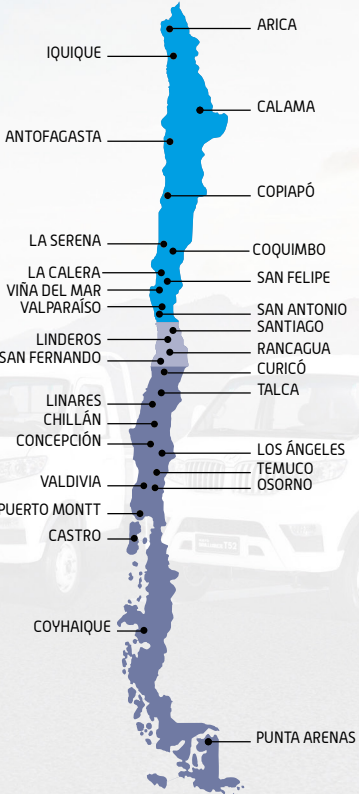 ARICA
IQUIQUE
CALAMA
ANTOFAGASTA
COPIAPÓ
LA SERENA
COQUIMBO
LA CALERA
SAN FELIPE
VIÑA DEL MAR
VALPARAÍSO
SAN ANTONIO
SANTIAGO
LINDEROS
RANCAGUA
SAN FERNANDO
CURICÓ
TALCA
LINARES
CHILLÁN
CONCEPCIÓN
LOS ÁNGELES
TEMUCO
VALDIVIA
OSORNO
PUERTO MONTT
CASTRO
COYHAIQUE
PUNTA ARENAS